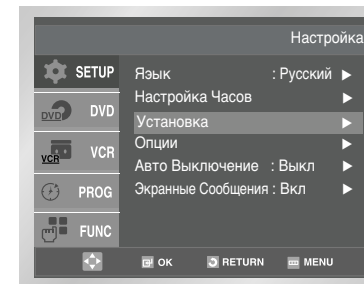 Настройка
SETUP
Яэык : Русский ►
DVD DVD
Настройка Часов ►
Установка ►
VCR VCR
Опции ►
Авто Выключение : Выкл ►
PROG
Экранные Сообщения : Вкл ►
FUNC
OK RETURN MENU